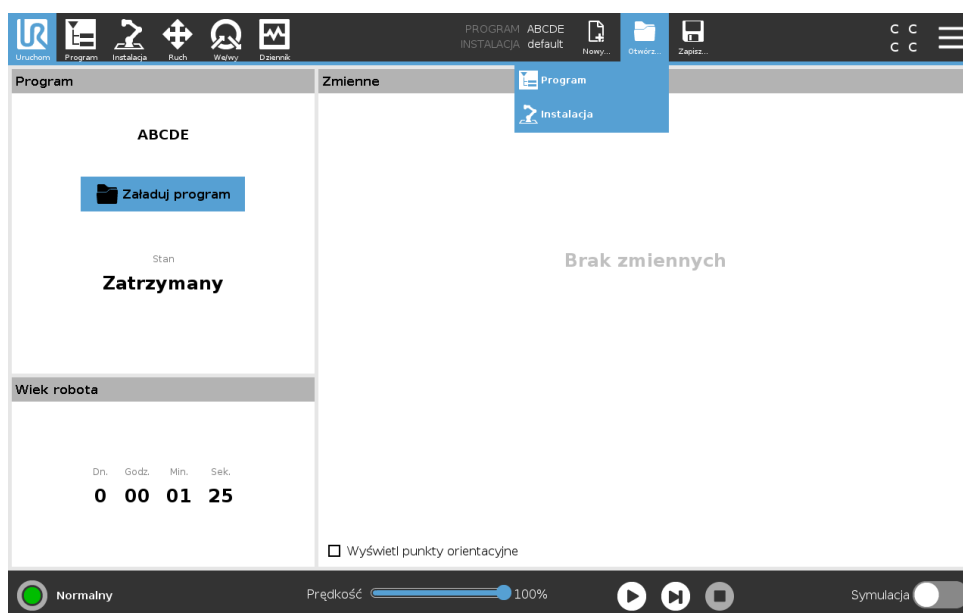 PROGRAM ABCDE
INSTALACJA default
C C
C C
Uruchom Program Instalacja Ruch We/wy Dziennik Nowy... Otwórz... Zapisz...
Program
Instalacja
Program
ABCDE
Załaduj program
Stan
Zatrzymany
Wiek robota
Dn. Godz. Min. Sek.
0 00 01 25
Zmienne
Brak zmiennych
Wyświetl punkty orientacyjne
Normalny
Prędkość 100%
Symulacja